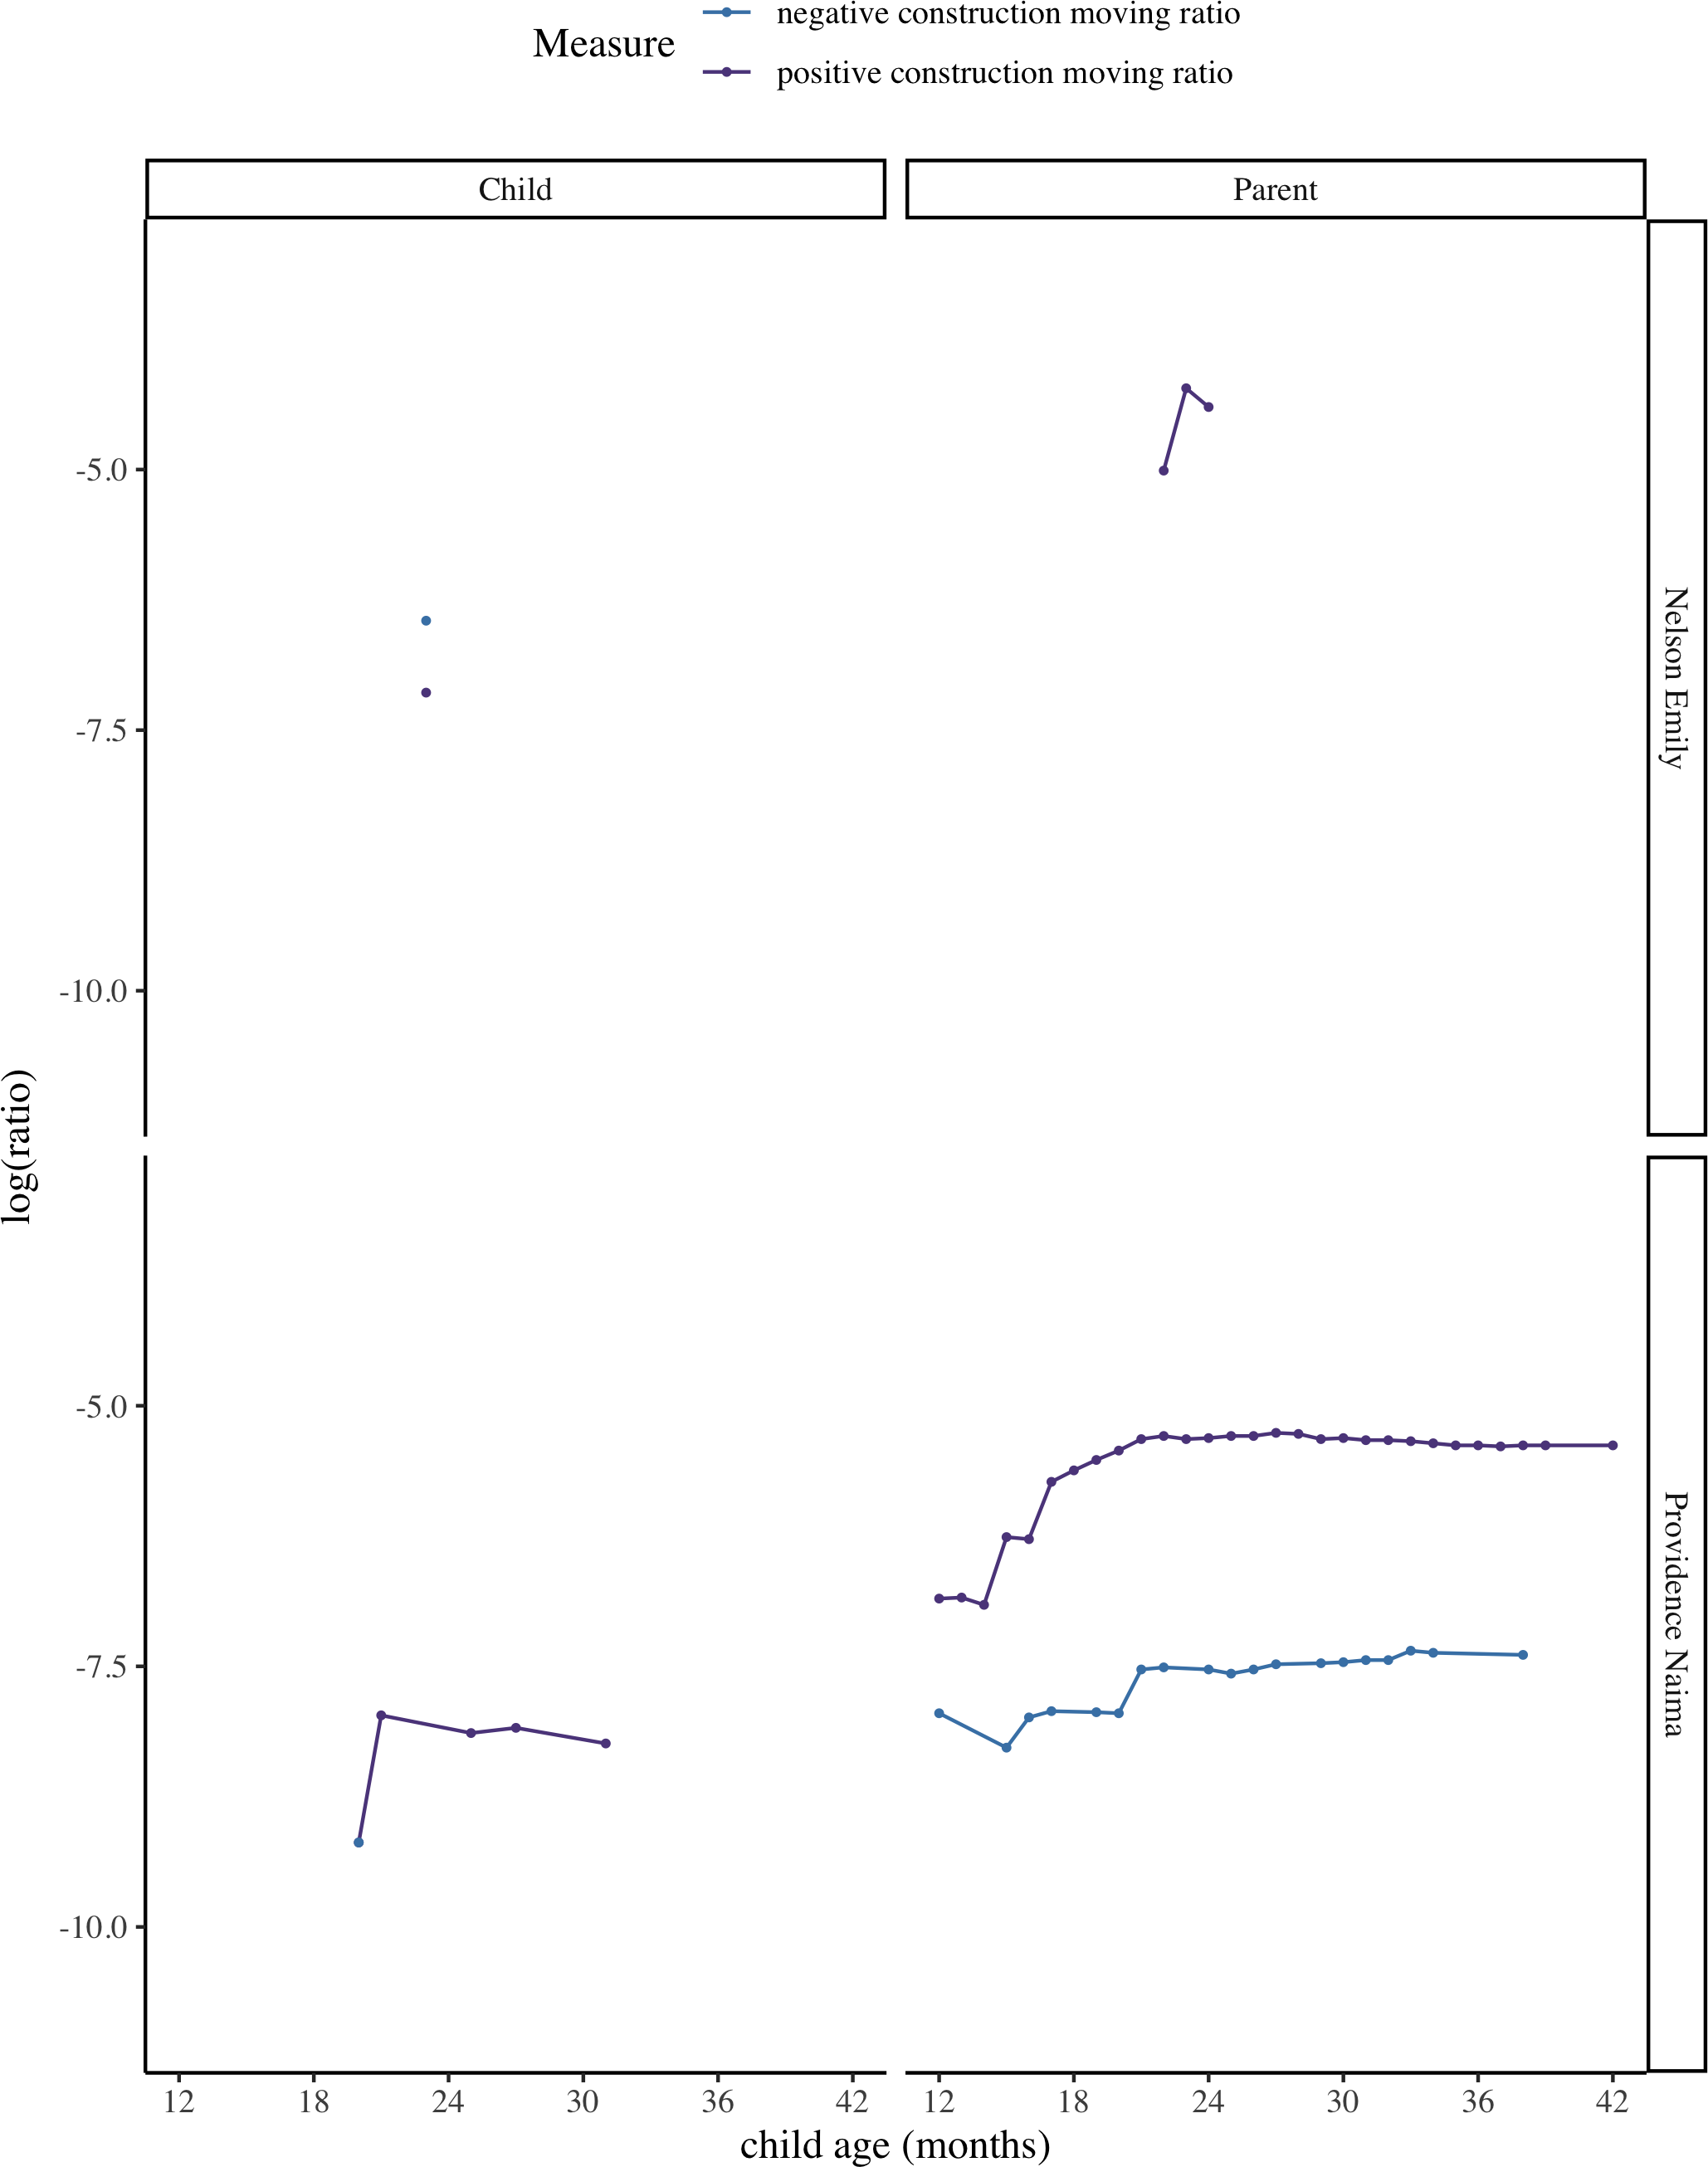 Measure
negative construction moving ratio
positive construction moving ratio
Child
Parent
-5.0
-7.5
-10.0
Nelson Emily
log(ratio)
-5.0
-7.5
-10.0
Providence Naima
12 18 24 30 36 42 12 18 24 30 36 42
child age (months)